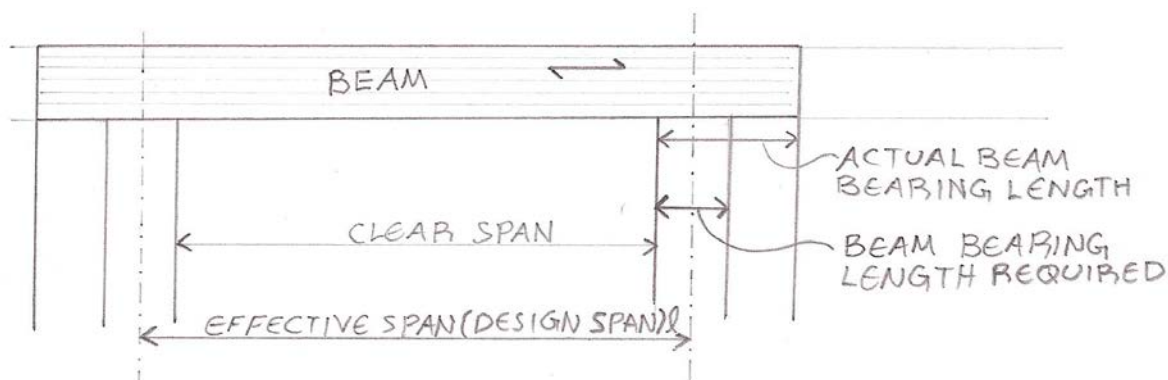 BEAM
ACTUAL BEAM
BEARING LENGTH
CLEAR SPAN
BEAM BEARING
LENGTH REQUIRED
EFFECTIVE SPAN (DESIGN SPAN) l